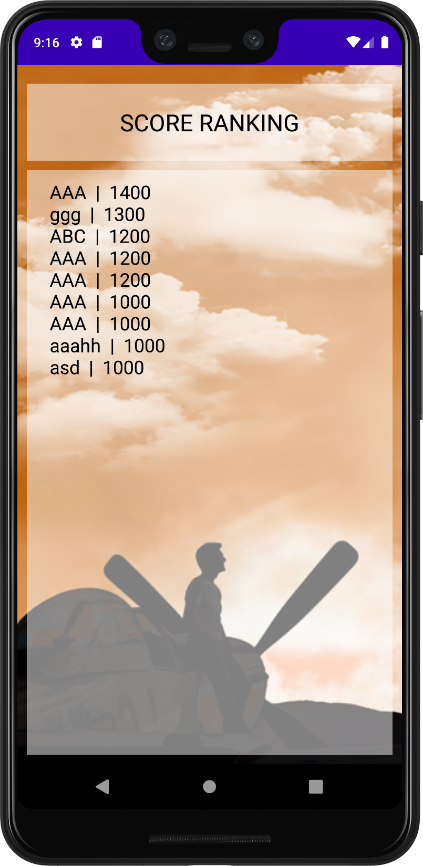 9:16
SCORE RANKING
AAA | 1400
ggg | 1300
ABC | 1200
AAA | 1200
AAA | 1200
AAA | 1000
AAA | 1000
aaahh | 1000
asd | 1000